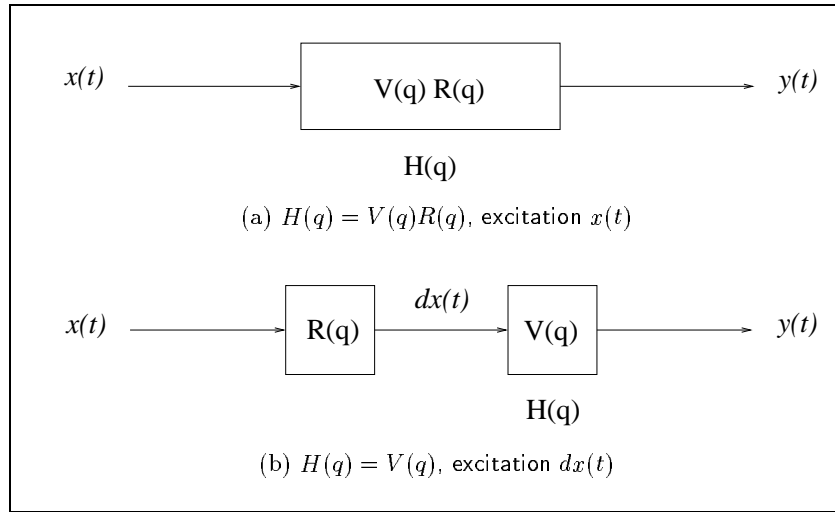 x(t) V(q) R(q) y(t)
H(q)
(a) H(q) = V(q)R(q), excitation x(t)
dx(t)
x(t) R(q) V(q) y(t)
H(q)
(b) H(q) = V(q), excitation dx(t)